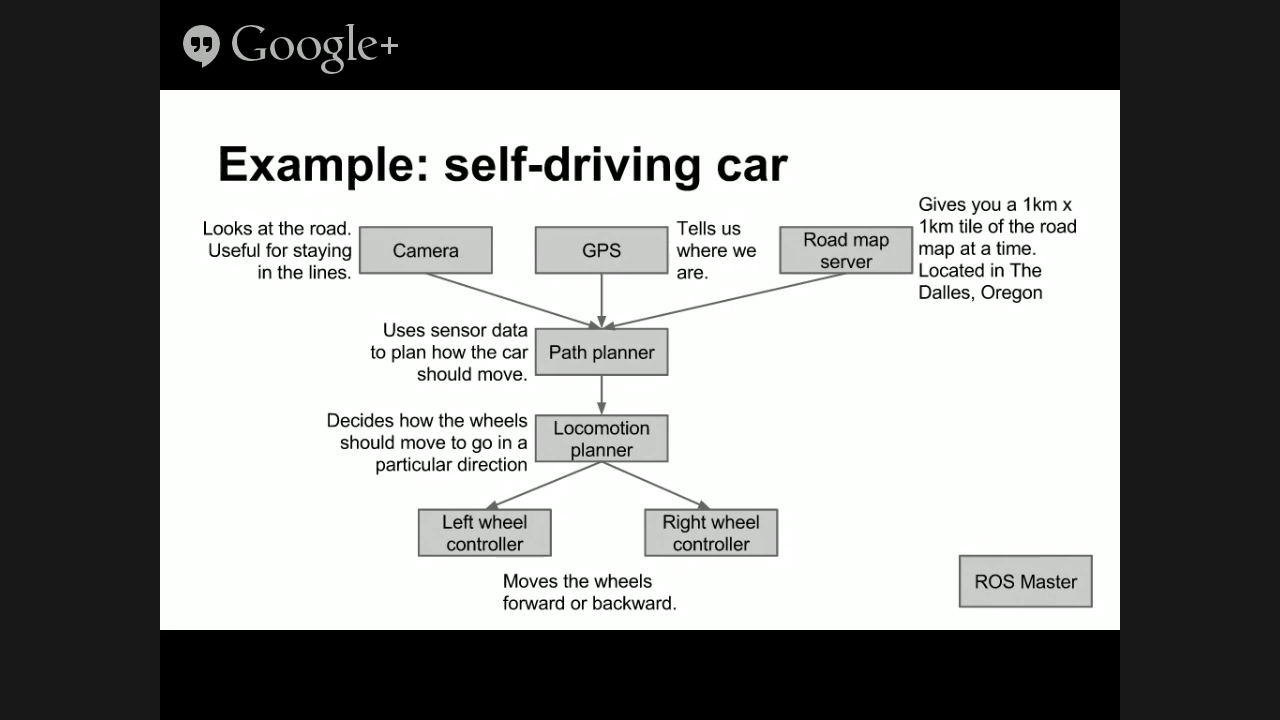 Google+
Example: self-driving car
Looks at the road.
Useful for staying
in the lines.
Camera
GPS
Tells us
where we
are.
Road map
server
Gives you a 1km x
1km tile of the road
map at a time.
Located in The
Dalles, Oregon
Uses sensor data
to plan how the car
should move.
Path planner
Decides how the wheels
should move to go in a
particular direction
Locomotion
planner
Left wheel
controller
Right wheel
controller
Moves the wheels
forward or backward.
ROS Master